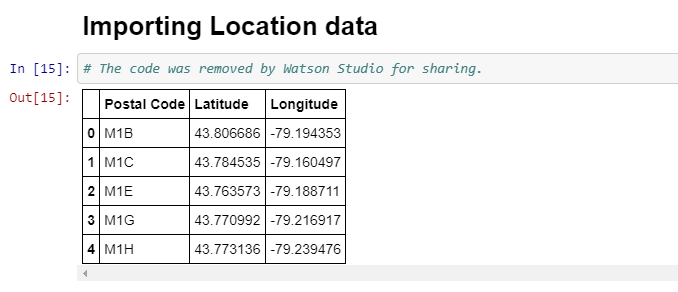 Importing Location data
In [15]: # The code was removed by Watson Studio for sharing.
Out[15]:
Postal Code Latitude Longitude
0 M1B 43.806686 -79.194353
1 M1C 43.784535 -79.160497
2 M1E 43.763573 -79.188711
3 M1G 43.770992 -79.216917
4 M1H 43.773136 -79.239476